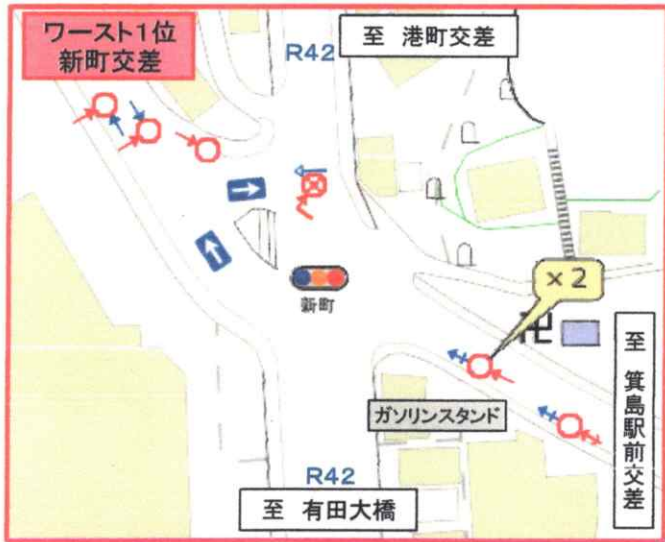 ワースト1位
新町交差
R42
至 港町交差
新町
×2
至 箕島駅前交差
ガソリンスタンド
R42
至 有田大橋